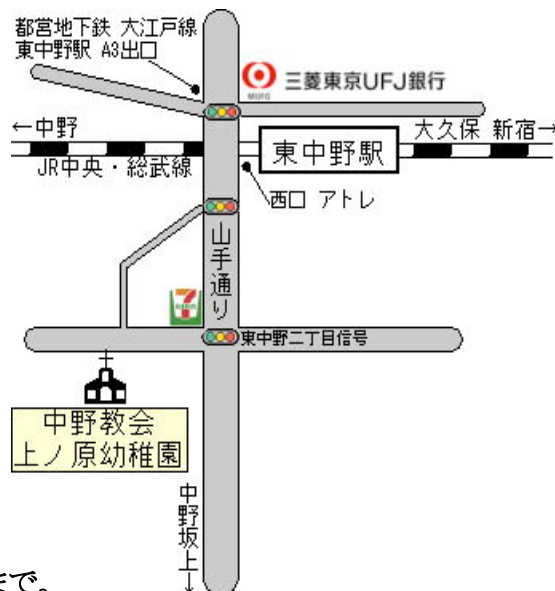 都営地下鉄 大江戸線
東中野駅 A3出口
MUFG
三菱東京UFJ銀行
←中野
大久保 新宿→
東中野駅
JR中央・総武線
西口 アトレ
山手通り
東中野二丁目信号
中野教会
上ノ原幼稚園
中野坂上→
まで。